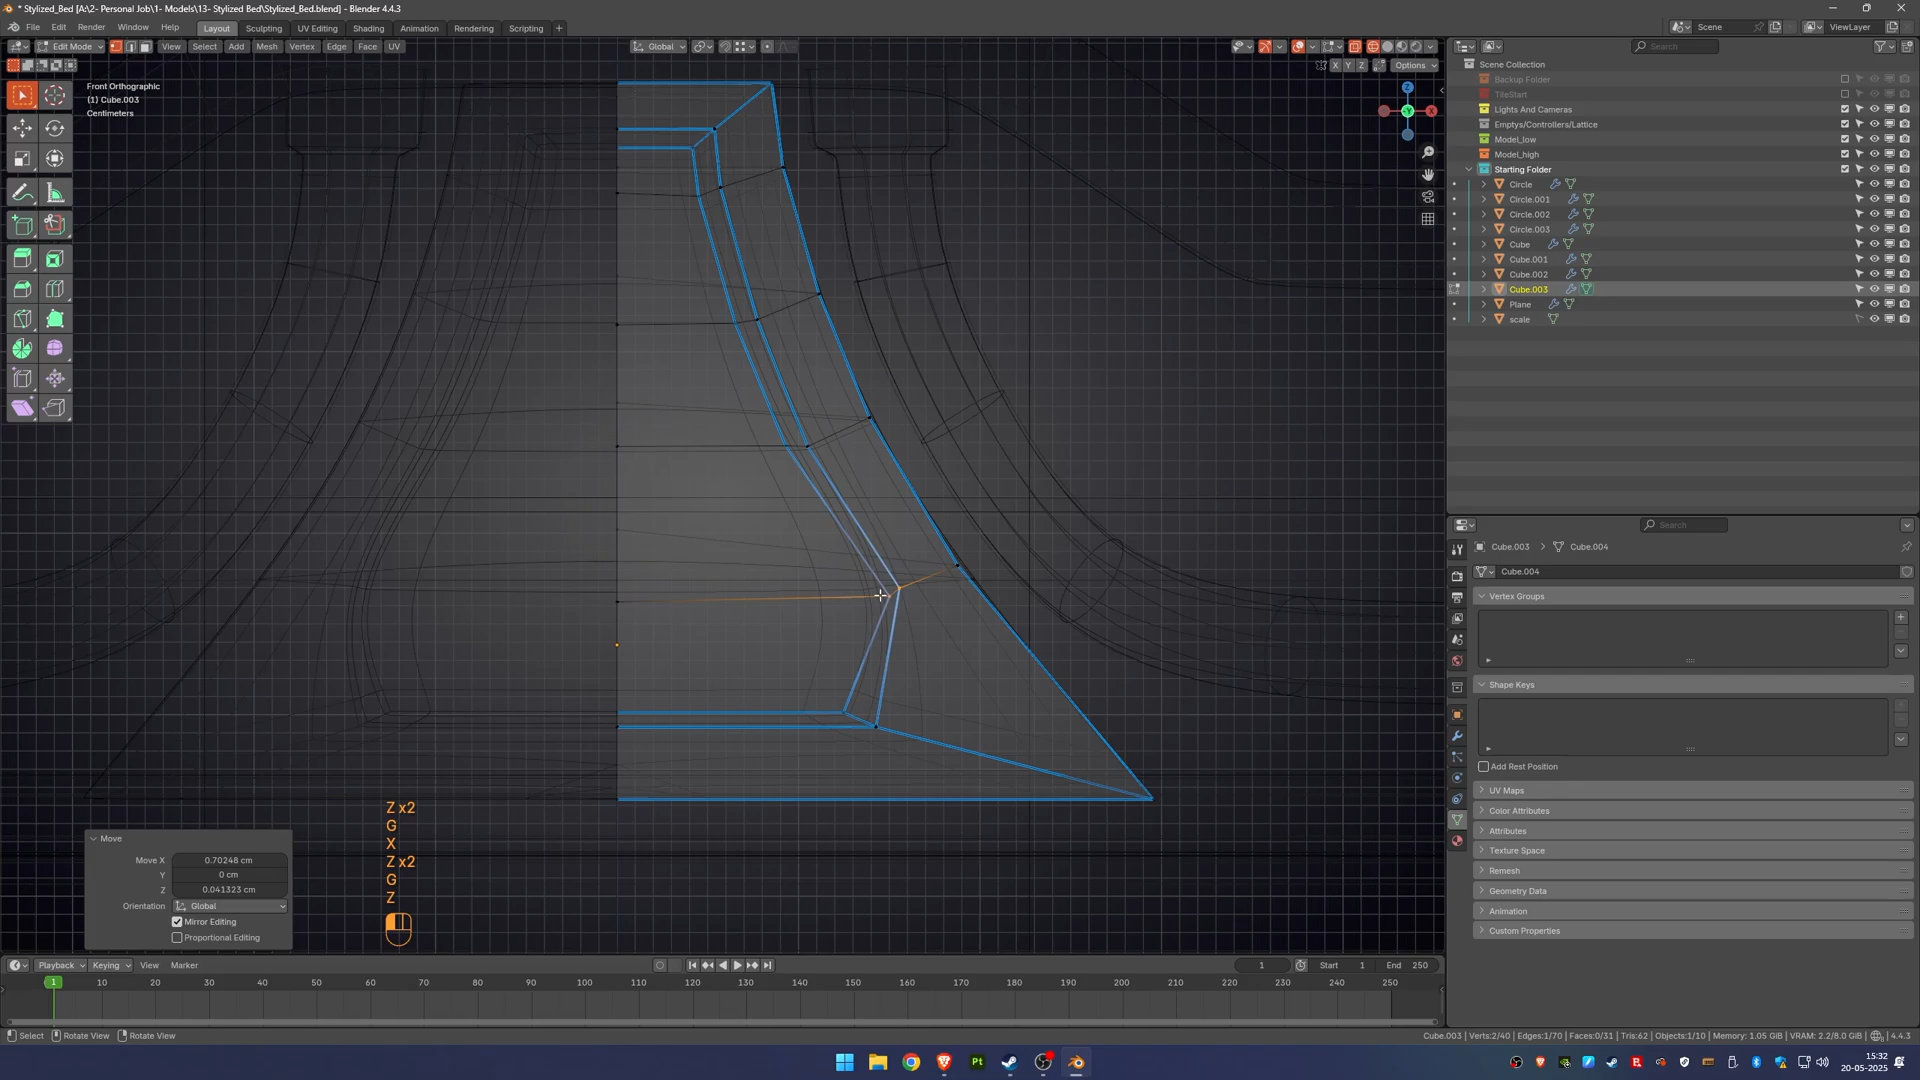 * Stylized_Bed [A:\2- Personal Job\1- Models\13- Stylized Bed\Stylized_Bed.blend] - Blender 4.4.3
File Edit Render Window Help Layout Sculpting UV Editing Shading Animation Rendering Scripting + Scene ViewLayer
Edit Mode View Select Add Mesh Vertex Edge Face UV Global Search
X Y Z Options
Front Orthographic
(1) Cube.003
Centimeters
Z
X
-Y
Scene Collection
Backup Folder
TileStart
Lights And Cameras
Emptys/Controllers/Lattice
Model_low
Model_high
Starting Folder
Circle
Circle.001
Circle.002
Circle.003
Cube
Cube.001
Cube.002
Cube.003
Plane
scale
Search
Cube.003 Cube.004
Cube.004
Vertex Groups
Shape Keys
Add Rest Position
UV Maps
Color Attributes
Attributes
Texture Space
Remesh
Geometry Data
Animation
Custom Properties
Z x2
G
X
Z x2
G
Z
Move
Move X 0.70248 cm
Y 0 cm
Z 0.041323 cm
Orientation Global
Mirror Editing
Proportional Editing
Playback Keying View Marker 1 Start 1 End 250
1 10 20 30 40 50 60 70 80 90 100 110 120 130 140 150 160 170 180 190 200 210 220 230 240 250
Select Rotate View Rotate View Cube.003 | Verts:2/40 | Edges:1/70 | Faces:0/31 | Tris:62 | Objects:1/10 | Memory: 1.05 GiB | VRAM: 2.2/8.0 GiB 4.4.3
Pt
15:32
20-05-2025